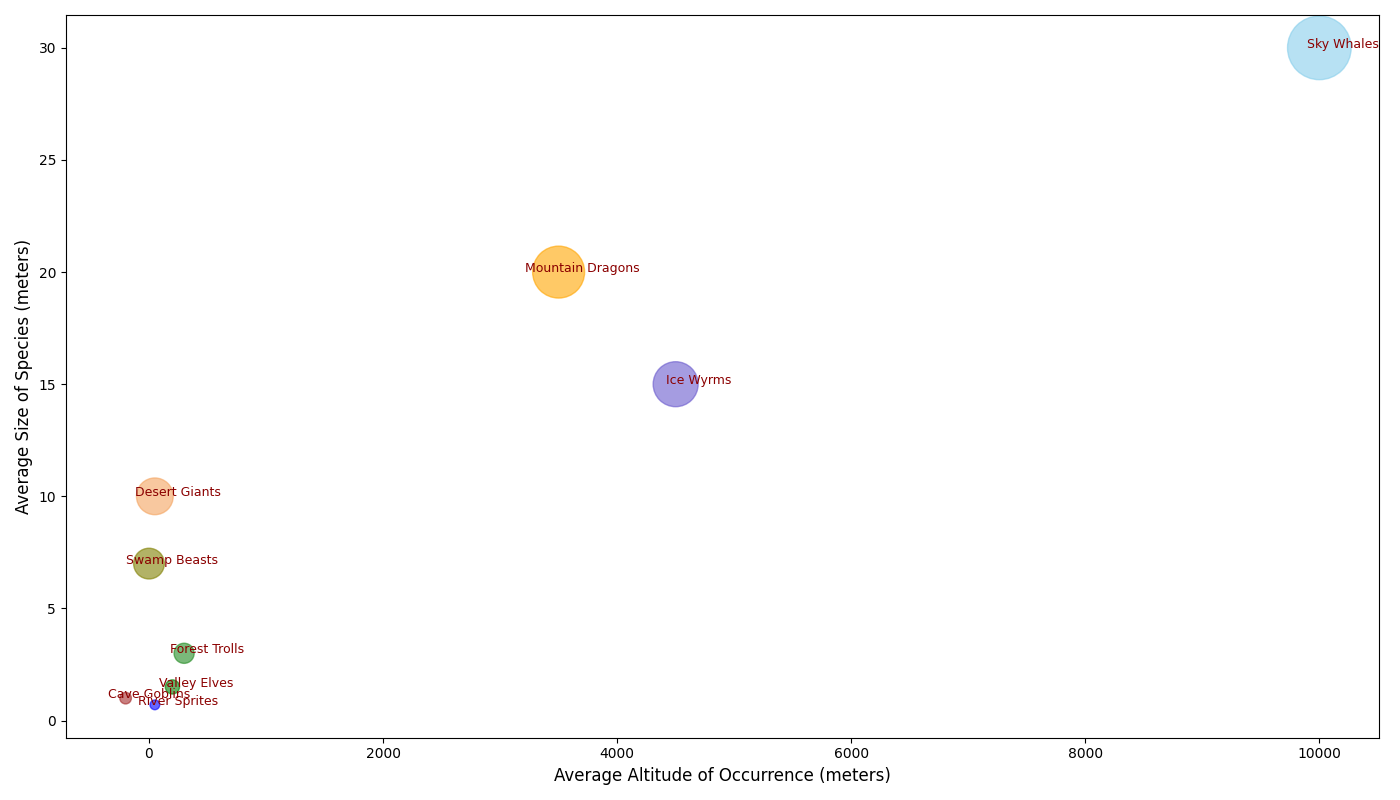 30
25
20
15
10
5
0
Average Size of Species (meters)
Sky Whales
Mountain Dragons
Ice Wyrms
Desert Giants
Swamp Beasts
Forest Trolls
Valley Elves
Cave Goblins
River Sprites
0 2000 4000 6000 8000 10000
Average Altitude of Occurrence (meters)